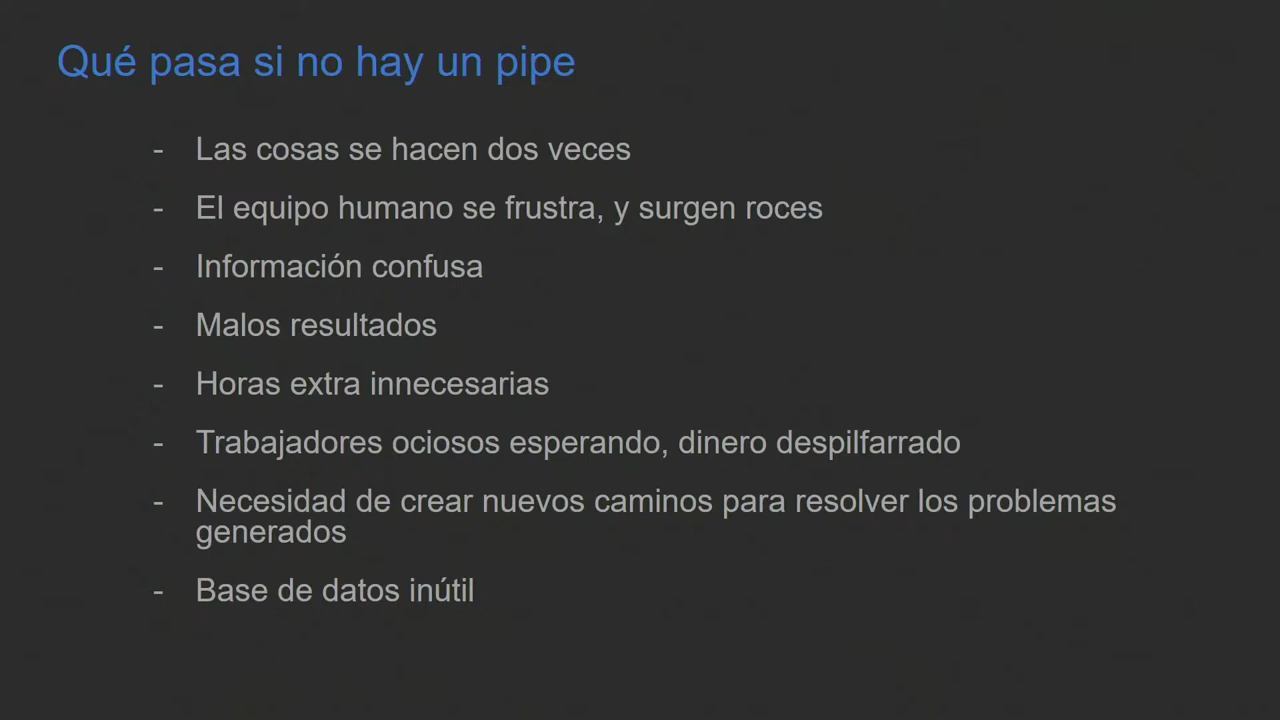 Qué pasa si no hay un pipe
- Las cosas se hacen dos veces
- El equipo humano se frustra, y surgen roces
- Información confusa
- Malos resultados
- Horas extra innecesarias
- Trabajadores ociosos esperando, dinero despilfarrado
- Necesidad de crear nuevos caminos para resolver los problemas
generados
- Base de datos inútil